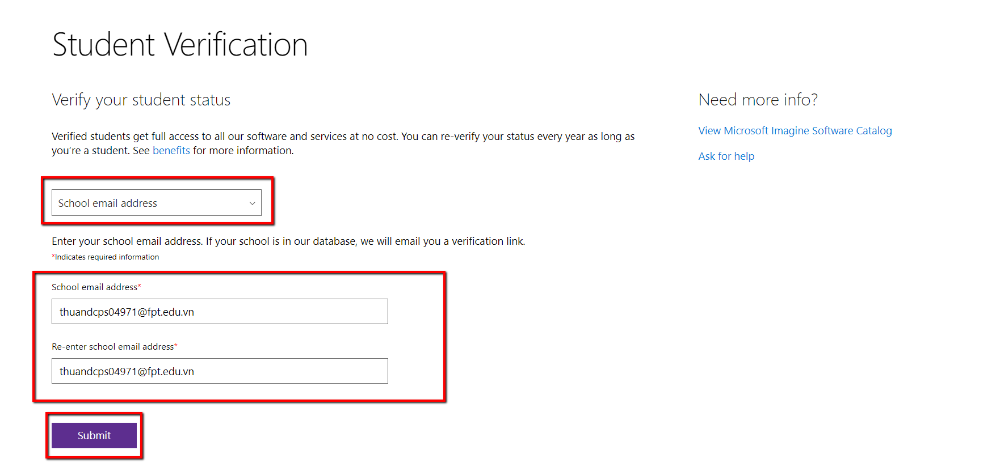 Student Verification
Verify your student status
Verified students get full access to all our software and services at no cost. You can re-verify your status every year as long as
you're a student. See benefits for more information.
School email address
Enter your school email address. If your school is in our database, we will email you a verification link.
*Indicates required information
School email address*
thuandcps04971@fpt.edu.vn
Re-enter school email address*
thuandcps04971@fpt.edu.vn
Submit
Need more info?
View Microsoft Imagine Software Catalog
Ask for help